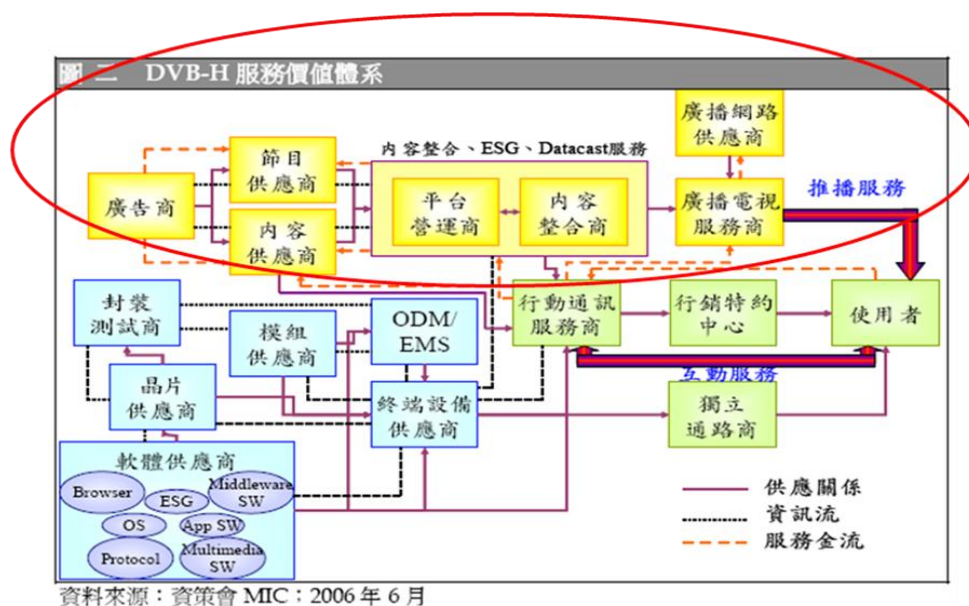 圖 二 DVB-H 服務價值體系
廣播網路
供應商
內容整合、ESG、Datacast服務
節目
供應商
推播服務
廣告商
平台
營運商
內容
整合商
廣播電視
服務商
內容
供應商
封裝
測試商
模組
供應商
ODM/
EMS
行動通訊
服務商
行銷特約
中心
使用者
互動服務
晶片
供應商
終端設備
供應商
獨立
通路商
軟體供應商
Browser
ESG
Middleware
SW
OS
App SW
Protocol
Multimedia
SW
供應關係
資訊流
服務金流
資料來源：資策會 MIC；2006 年 6 月